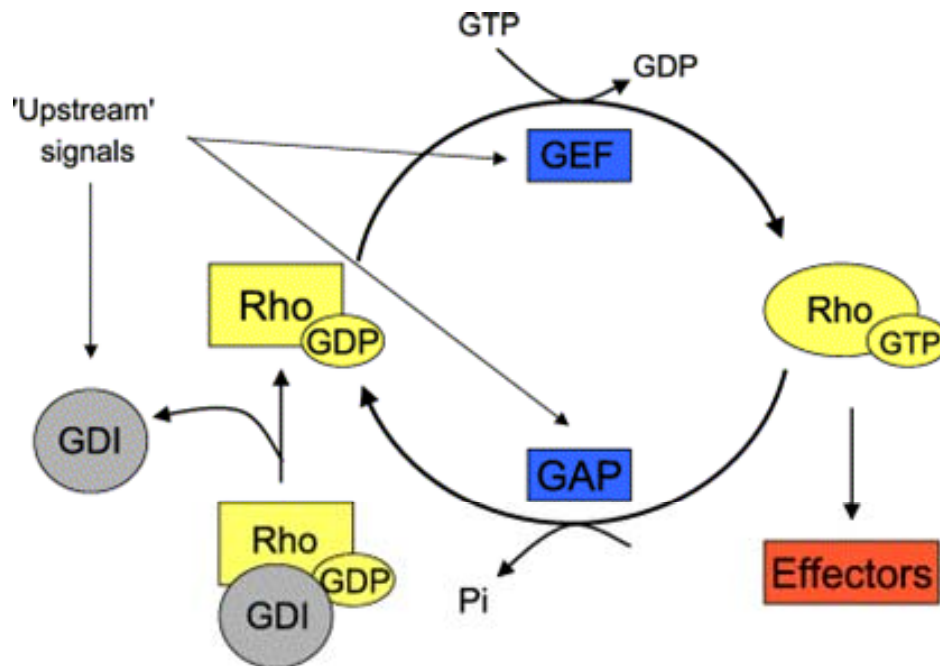 GTP
GDP
'Upstream'
signals
GEF
Rho
GDP
Rho
GTP
GDI
GAP
Rho
GDP
GDI
Pi
Effectors